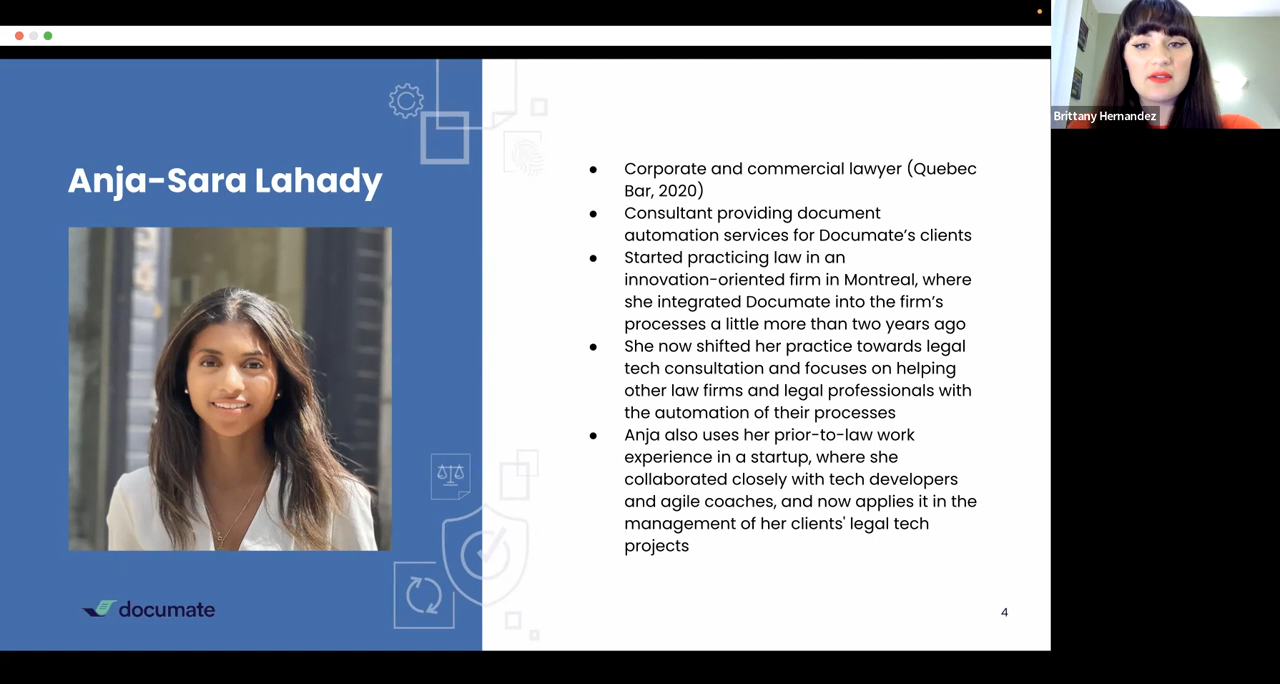 Brittany Hernandez
Anja-Sara Lahady
● Corporate and commercial lawyer (Quebec
Bar, 2020)
● Consultant providing document
automation services for Documate’s clients
● Started practicing law in an
innovation-oriented firm in Montreal, where
she integrated Documate into the firm’s
processes a little more than two years ago
● She now shifted her practice towards legal
tech consultation and focuses on helping
other law firms and legal professionals with
the automation of their processes
● Anja also uses her prior-to-law work
experience in a startup, where she
collaborated closely with tech developers
and agile coaches, and now applies it in the
management of her clients' legal tech
projects
documate
4